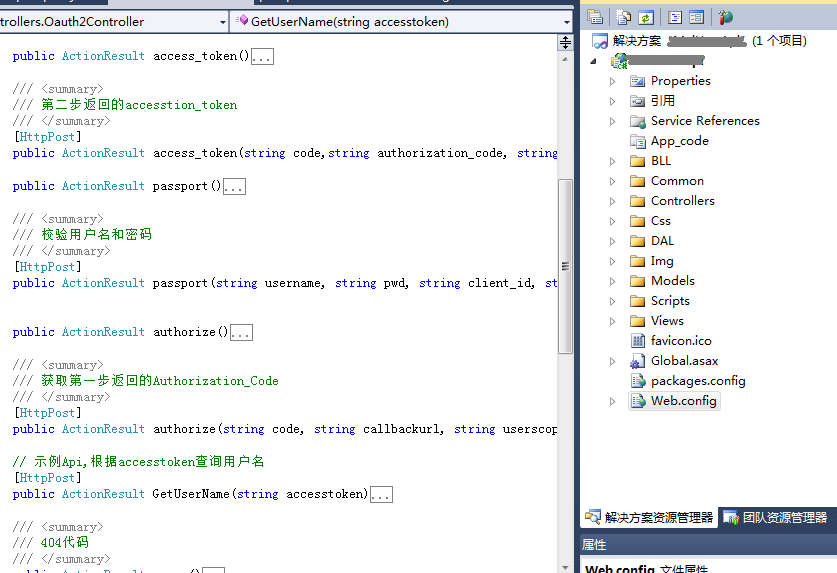 trollers.Oauth2Controller
GetUserName(string accesstoken)
public ActionResult access_token()...
/// <summary>
/// 第二步返回的accesstion_token
/// </summary>
[HttpPost]
public ActionResult access_token(string code,string authorization_code, string
public ActionResult passport()...
/// <summary>
/// 校验用户名和密码
/// </summary>
[HttpPost]
public ActionResult passport(string username, string pwd, string client_id, st
public ActionResult authorize()...
/// <summary>
/// 获取第一步返回的Authorization_Code
/// </summary>
[HttpPost]
public ActionResult authorize(string code, string callbackurl, string userscop
// 示例Api,根据accesstoken查询用户名
[HttpPost]
public ActionResult GetUserName(string accesstoken)...
/// <summary>
/// 404代码
/// </summary>
解决方案 (1 个项目)
Properties
引用
Service References
App_code
BLL
Common
Controllers
Css
DAL
Img
Models
Scripts
Views
favicon.ico
Global.asax
packages.config
Web.config
解决方案资源管理器
团队资源管理器
属性
Web.config 文件属性